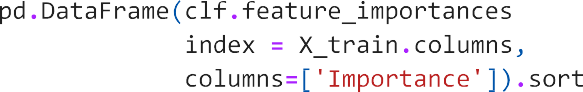 pd.DataFrame(clf.feature_importances
index = X_train.columns,
columns=['Importance']).sort